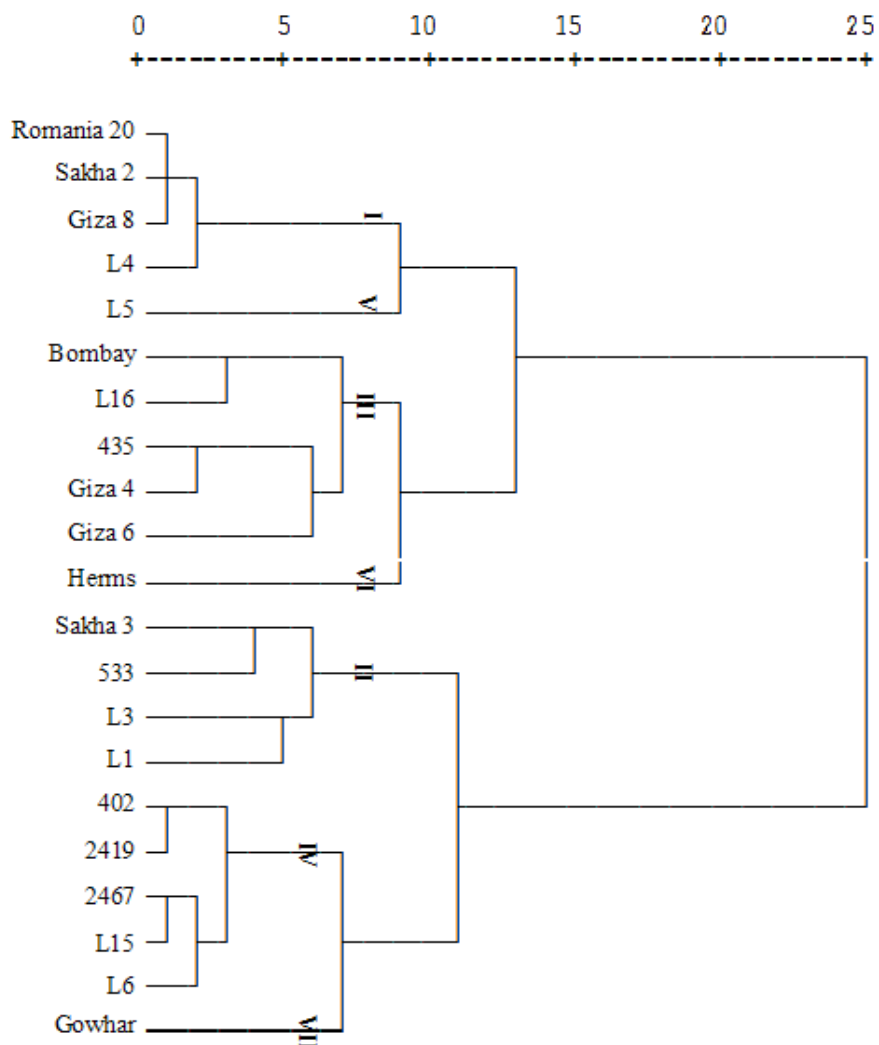 0 5 10 15 20 25
Romania 20
Sakha 2
Giza 8
I
L4
L5
V
Bombay
L16
III
435
Giza 4
Giza 6
Herms
VI
Sakha 3
533
II
L3
L1
402
2419
IV
2467
L15
L6
Gowhar
VII